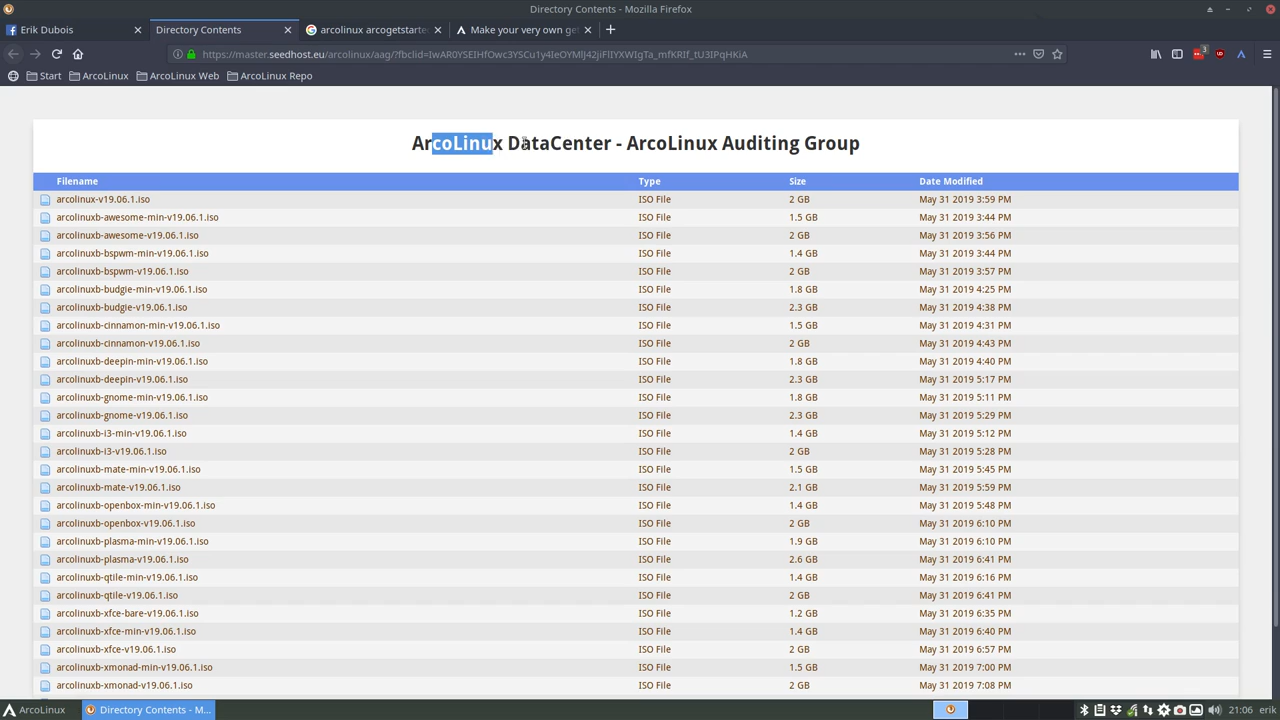 Directory Contents - Mozilla Firefox
Erik Dubois
Directory Contents
arcolinux arcogetstarte
Make your very own get
https://master.seedhost.eu/arcolinux/aag/?fbclid=IwAR0YSEIHfOwc3YSCu1y4IeOYMlJ42jiFlIYXWIgTa_mfKRIf_tU3IPqHKiA
3
Start
ArcoLinux
ArcoLinux Web
ArcoLinux Repo
ArcoLinux DataCenter - ArcoLinux Auditing Group
Filename Type Size Date Modified
arcolinux-v19.06.1.iso ISO File 2 GB May 31 2019 3:59 PM
arcolinuxb-awesome-min-v19.06.1.iso ISO File 1.5 GB May 31 2019 3:44 PM
arcolinuxb-awesome-v19.06.1.iso ISO File 2 GB May 31 2019 3:56 PM
arcolinuxb-bspwm-min-v19.06.1.iso ISO File 1.4 GB May 31 2019 3:44 PM
arcolinuxb-bspwm-v19.06.1.iso ISO File 2 GB May 31 2019 3:57 PM
arcolinuxb-budgie-min-v19.06.1.iso ISO File 1.8 GB May 31 2019 4:25 PM
arcolinuxb-budgie-v19.06.1.iso ISO File 2.3 GB May 31 2019 4:38 PM
arcolinuxb-cinnamon-min-v19.06.1.iso ISO File 1.5 GB May 31 2019 4:31 PM
arcolinuxb-cinnamon-v19.06.1.iso ISO File 2 GB May 31 2019 4:43 PM
arcolinuxb-deepin-min-v19.06.1.iso ISO File 1.8 GB May 31 2019 4:40 PM
arcolinuxb-deepin-v19.06.1.iso ISO File 2.3 GB May 31 2019 5:17 PM
arcolinuxb-gnome-min-v19.06.1.iso ISO File 1.8 GB May 31 2019 5:11 PM
arcolinuxb-gnome-v19.06.1.iso ISO File 2.3 GB May 31 2019 5:29 PM
arcolinuxb-i3-min-v19.06.1.iso ISO File 1.4 GB May 31 2019 5:12 PM
arcolinuxb-i3-v19.06.1.iso ISO File 2 GB May 31 2019 5:28 PM
arcolinuxb-mate-min-v19.06.1.iso ISO File 1.5 GB May 31 2019 5:45 PM
arcolinuxb-mate-v19.06.1.iso ISO File 2.1 GB May 31 2019 5:59 PM
arcolinuxb-openbox-min-v19.06.1.iso ISO File 1.4 GB May 31 2019 5:48 PM
arcolinuxb-openbox-v19.06.1.iso ISO File 2 GB May 31 2019 6:10 PM
arcolinuxb-plasma-min-v19.06.1.iso ISO File 1.9 GB May 31 2019 6:10 PM
arcolinuxb-plasma-v19.06.1.iso ISO File 2.6 GB May 31 2019 6:41 PM
arcolinuxb-qtile-min-v19.06.1.iso ISO File 1.4 GB May 31 2019 6:16 PM
arcolinuxb-qtile-v19.06.1.iso ISO File 2 GB May 31 2019 6:41 PM
arcolinuxb-xfce-bare-v19.06.1.iso ISO File 1.2 GB May 31 2019 6:35 PM
arcolinuxb-xfce-min-v19.06.1.iso ISO File 1.4 GB May 31 2019 6:40 PM
arcolinuxb-xfce-v19.06.1.iso ISO File 2 GB May 31 2019 6:57 PM
arcolinuxb-xmonad-min-v19.06.1.iso ISO File 1.5 GB May 31 2019 7:00 PM
arcolinuxb-xmonad-v19.06.1.iso ISO File 2 GB May 31 2019 7:08 PM
ArcoLinux
Directory Contents - M...
21:06 erik